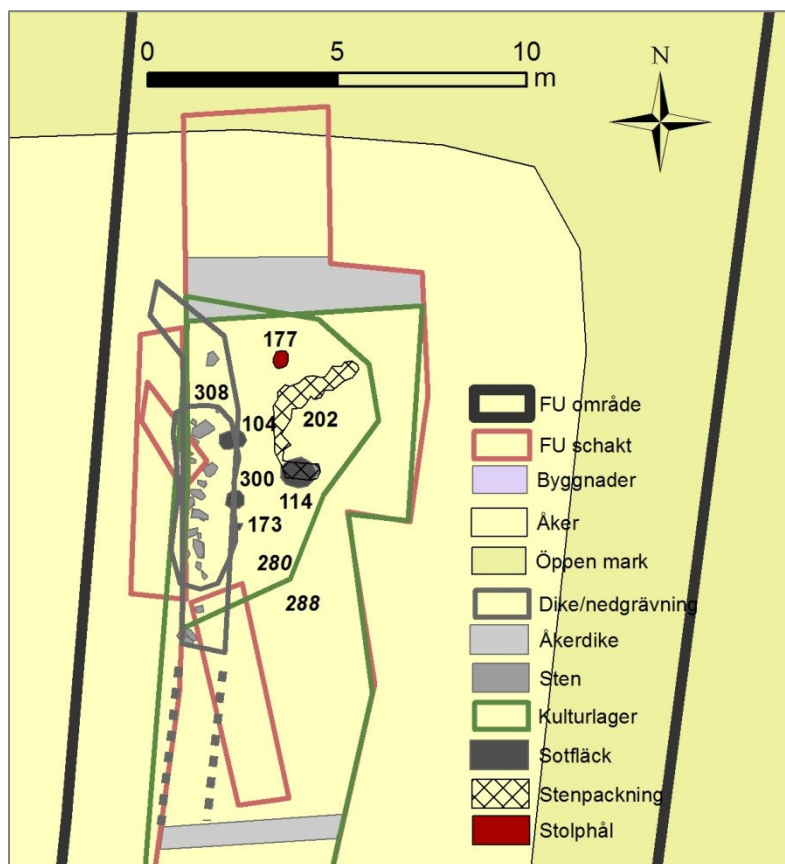 0 5 10
m
N
177
308
104
202
300
114
173
280
288
FU område
FU schakt
Byggnader
Åker
Öppen mark
Dike/nedgrävning
Åkerdike
Sten
Kulturlager
Sotfläck
Stenpackning
Stolphål